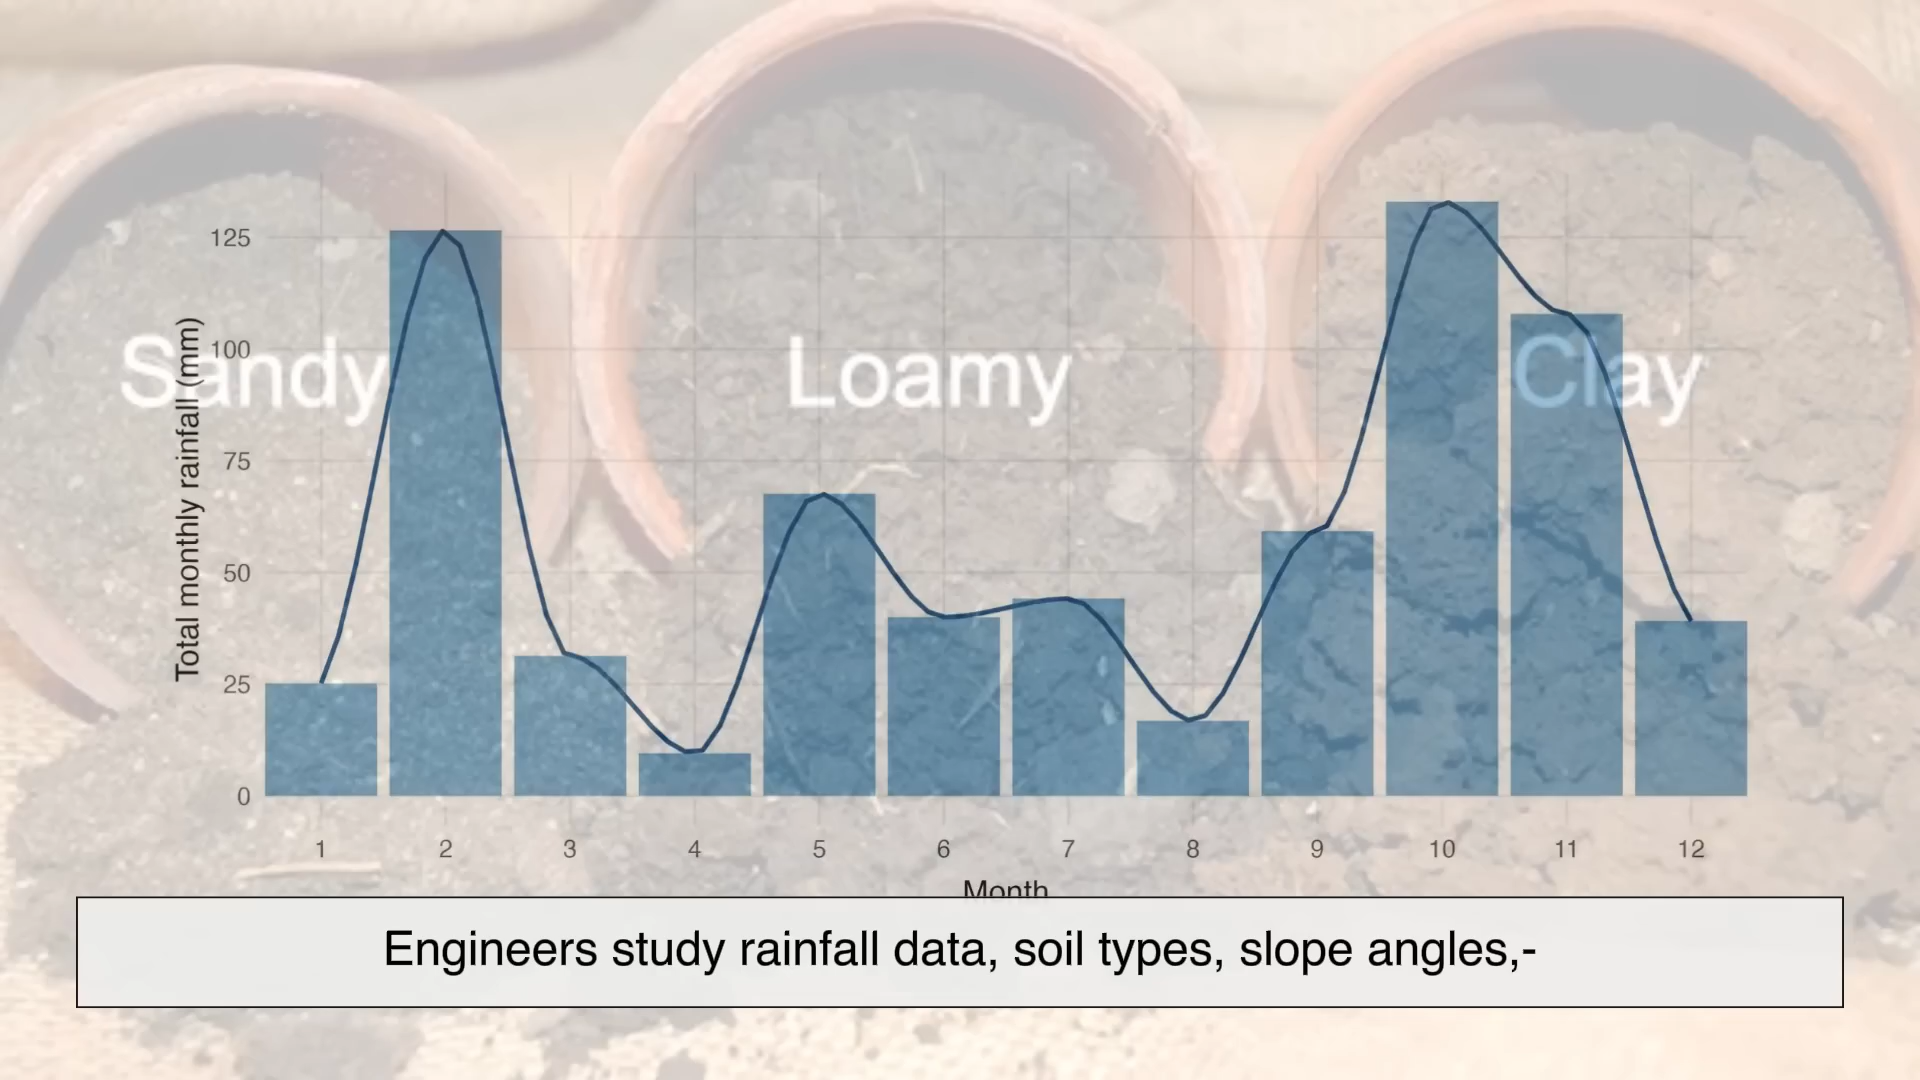 Sandy
Loamy
Clay
Total monthly rainfall (mm)
125
100
75
50
25
0
1 2 3 4 5 6 7 8 9 10 11 12
Month
Engineers study rainfall data, soil types, slope angles,-